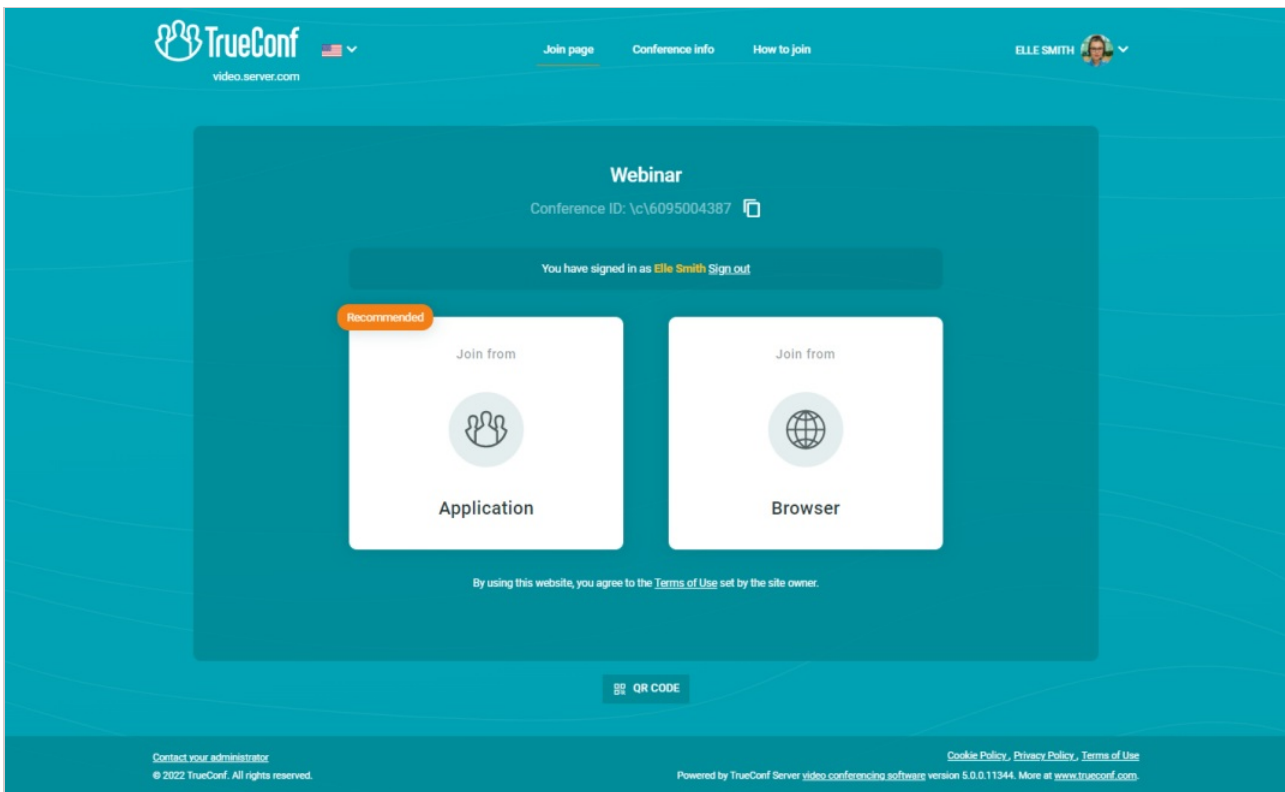 TrueConf
video.server.com
Join page
Conference info
How to join
ELLE SMITH
Webinar
Conference ID: \c\6095004387
You have signed in as Elle Smith Sign out
Recommended
Join from
Application
Join from
Browser
By using this website, you agree to the Terms of Use set by the site owner.
QR CODE
Contact your administrator
© 2022 TrueConf. All rights reserved.
Cookie Policy, Privacy Policy, Terms of Use
Powered by TrueConf Server video conferencing software version 5.0.0.11344. More at www.trueconf.com.